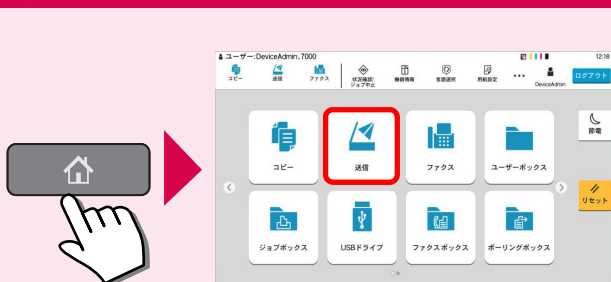 ユーザー:DeviceAdmin,7000
12:18
コピー
送信
ファクス
状況確認/
ジョブ中止
機器情報
言語選択
用紙設定
DeviceAdmin
ログアウト
コピー
送信
ファクス
ユーザーボックス
節電
リセット
ジョブボックス
USBドライブ
ファクスボックス
ポーリングボックス